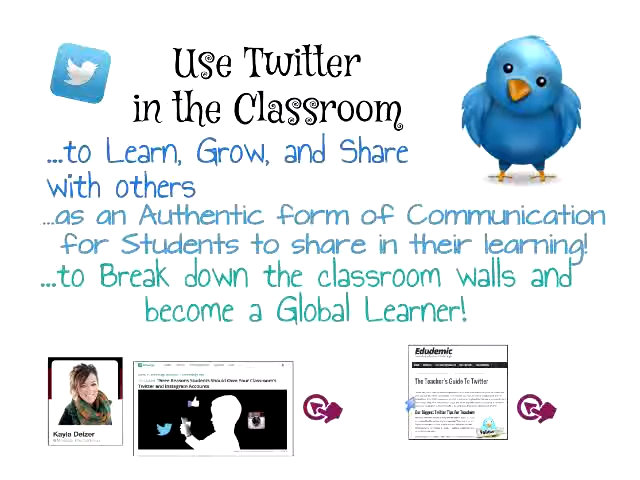 Use Twitter
in the Classroom
...to Learn, Grow, and Share
with others
...as an Authentic form of Communication
for Students to share in their learning!
...to Break down the classroom walls and
become a Global Learner!
Kayla Delzer
Three Reasons Students Should Own Your Classroom's
Twitter and Instagram Accounts
Edudemic
The Teacher's Guide To Twitter
Our Biggest Twitter Tips For Teachers